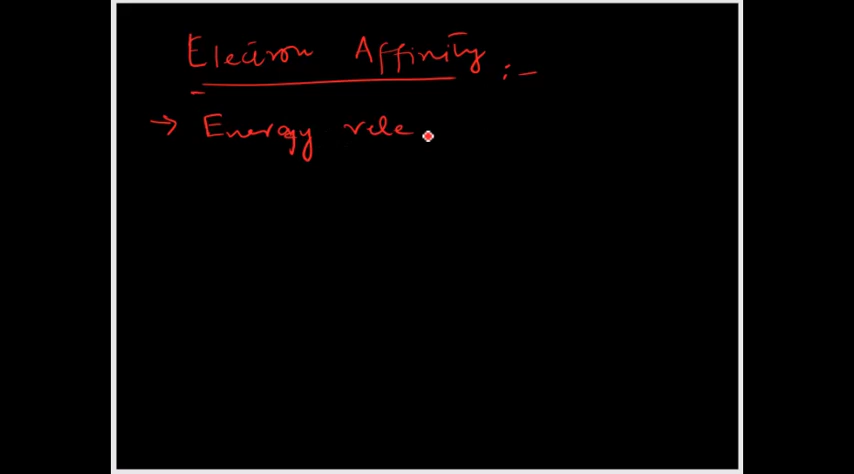 Electron Affinity :-
→ Energy rele